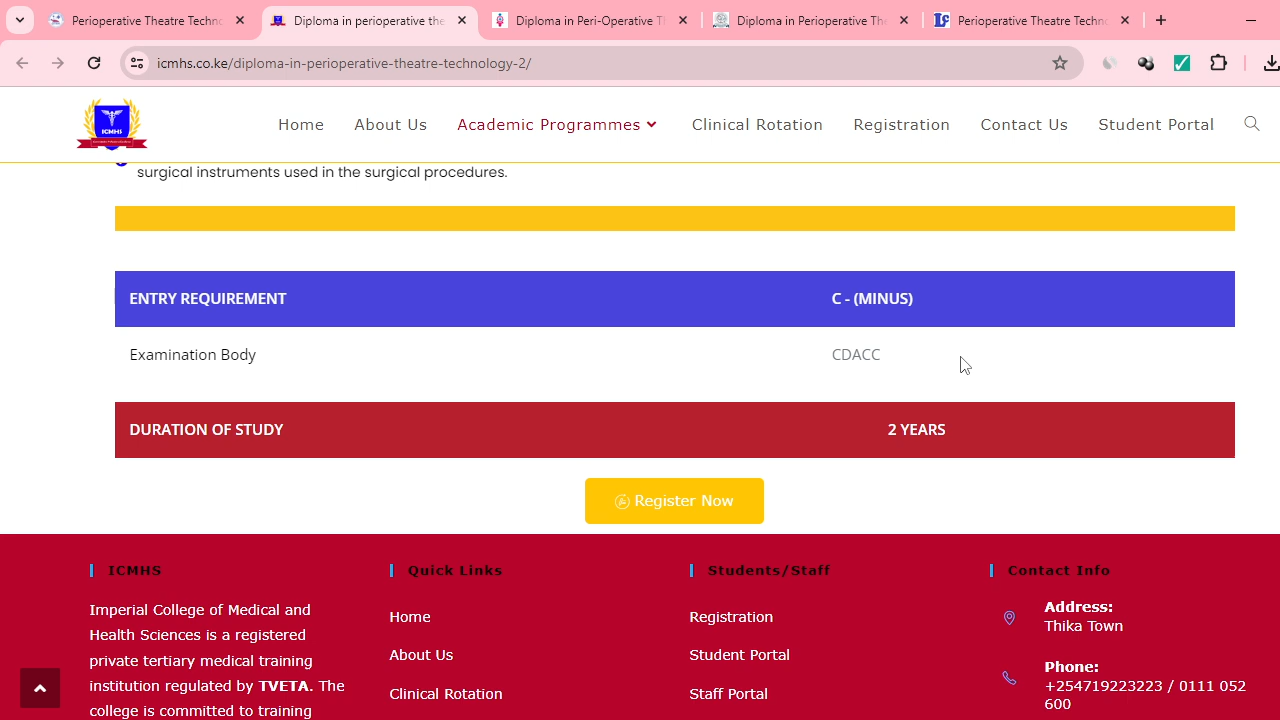 Perioperative Theatre Techno
Diploma in perioperative the
Diploma in Peri-Operative T
Diploma in Perioperative The
Perioperative Theatre Techno
icmhs.co.ke/diploma-in-perioperative-theatre-technology-2/
ICMHS
Home
About Us
Academic Programmes
Clinical Rotation
Registration
Contact Us
Student Portal
surgical instruments used in the surgical procedures.
ENTRY REQUIREMENT
C - (MINUS)
Examination Body
CDACC
DURATION OF STUDY
2 YEARS
Register Now
ICMHS
Imperial College of Medical and
Health Sciences is a registered
private tertiary medical training
institution regulated by TVETA. The
college is committed to training
Quick Links
Home
About Us
Clinical Rotation
Students/Staff
Registration
Student Portal
Staff Portal
Contact Info
Address:
Thika Town
Phone:
+254719223223 / 0111 052
600